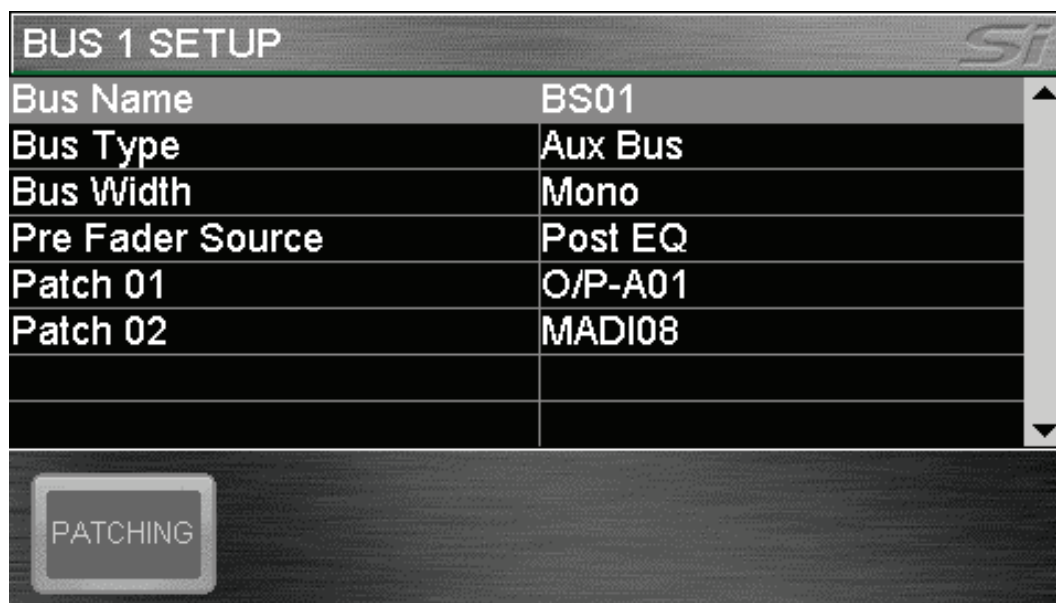 BUS 1 SETUP Si
Bus Name BS01
Bus Type Aux Bus
Bus Width Mono
Pre Fader Source Post EQ
Patch 01 O/P-A01
Patch 02 MADI08
PATCHING